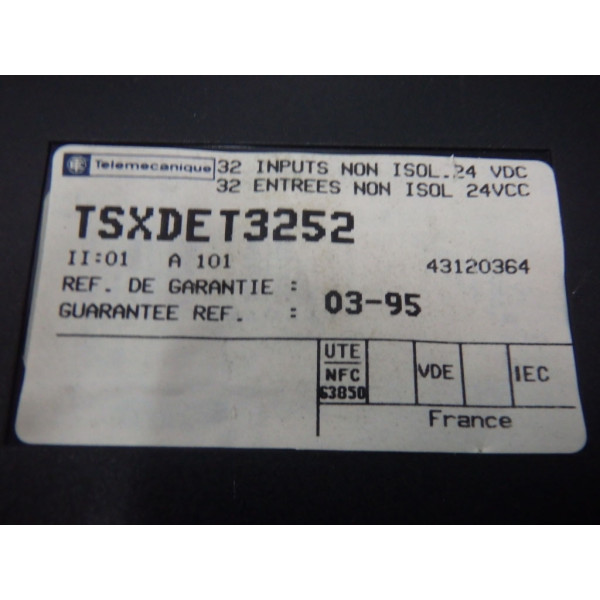 Telemecanique 32 INPUTS NON ISOL. 24 VDC
32 ENTREES NON ISOL 24VCC
TSXDET3252
II:01 A 101 43120364
REF. DE GARANTIE :
GUARANTEE REF. : 03-95
UTE
NFC VDE IEC
63850
France